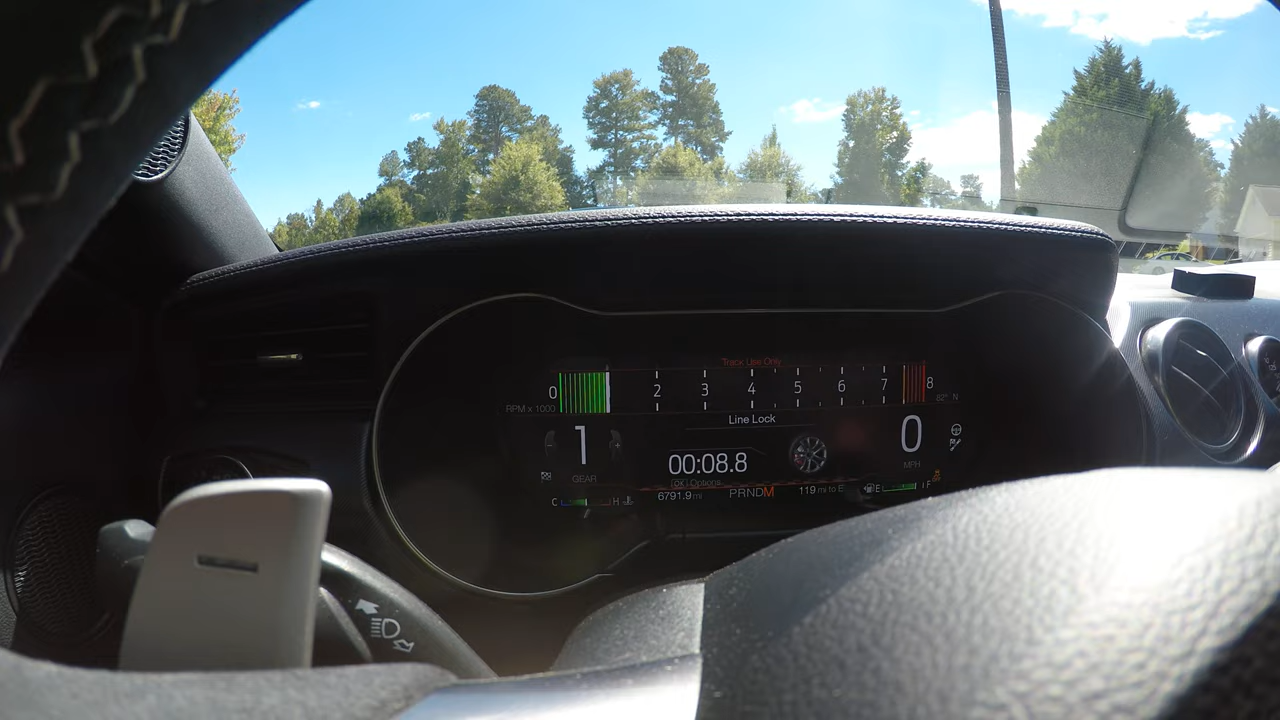 Track Use Only
0 2 3 4 5 6 7 8
RPM x 1000
82° N
Line Lock
- 1 + 0
00:08.8
GEAR MPH
OK Options
6791.9 mi PRNDM 119 mi to E E F
C H